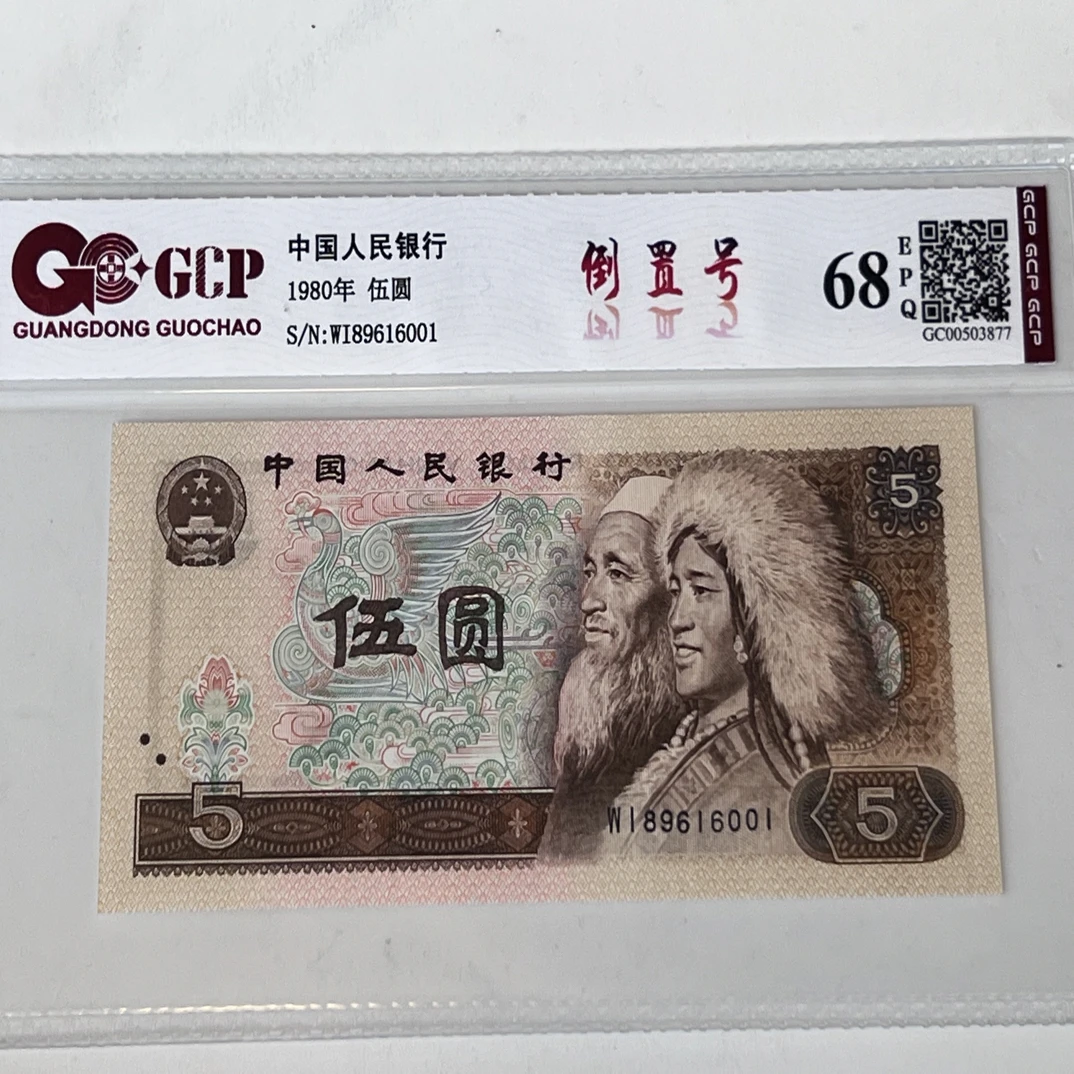 GCP
GUANGDONG GUOCHAO
中国人民银行
1980年 伍圆
S/N:WI89616001
倒置号
68
EPQ
GC00503877
GCP GCP GCP
中国人民银行
5
伍圆
5
WI89616001
5